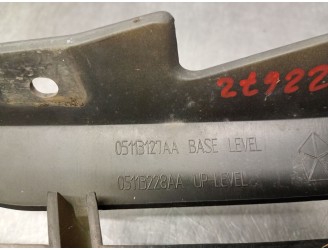 2t922
05113127AA BASE LEVEL
05113228AA UP LEVEL